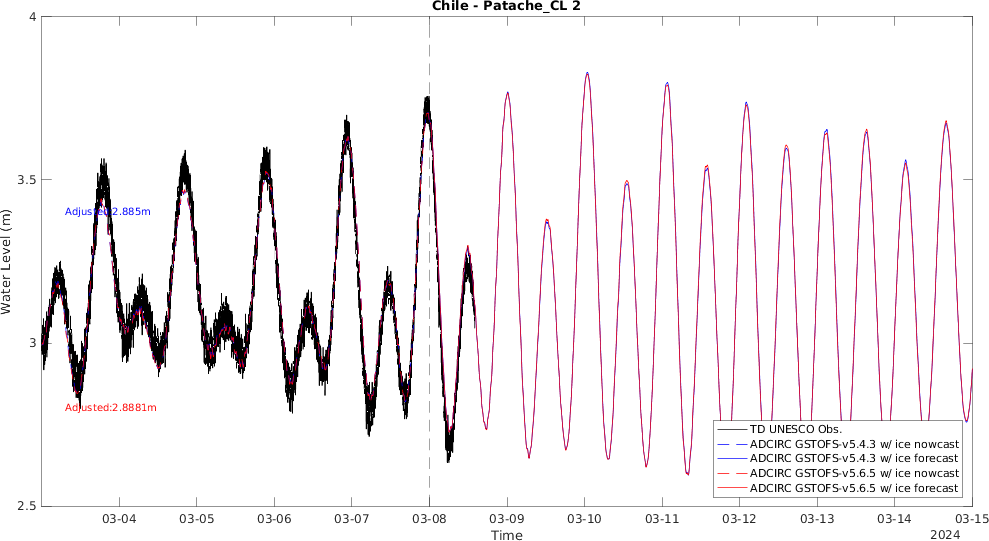 Chile - Patache_CL 2
4
3.5
3
2.5
Water Level (m)
Adjusted:2.885m
Adjusted:2.8881m
TD UNESCO Obs.
ADCIRC GSTOFS-v5.4.3 w/ ice nowcast
ADCIRC GSTOFS-v5.4.3 w/ ice forecast
ADCIRC GSTOFS-v5.6.5 w/ ice nowcast
ADCIRC GSTOFS-v5.6.5 w/ ice forecast
03-04 03-05 03-06 03-07 03-08 03-09 03-10 03-11 03-12 03-13 03-14 03-15
Time
2024